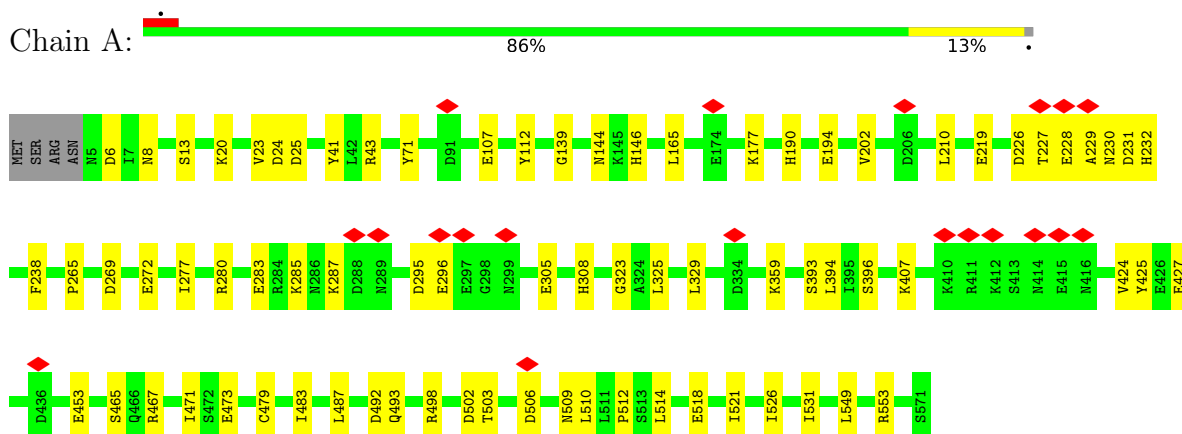 Chain A:
86% 13%
MET SER ARG ASN N5 D6 I7 N8 S13 K20 V23 D24 D25 Y41 L42 R43 Y71 D91 E107 Y112 G139 N144 K145 H146 L165 E174 K177 H190 E194 V202 D206 L210 E219 D226 T227 E228 A229 N230 D231 H232
F238 P265 D269 E272 I277 R280 E283 R284 K285 N286 K287 D288 N289 D295 E296 E297 G298 N299 E305 H308 G323 A324 L325 L329 D334 K359 S393 L394 I395 S396 K407 K410 R411 K412 S413 N414 E415 N416 V424 Y425 E426 E427
D436 E453 S465 Q466 R467 I471 S472 E473 C479 I483 L487 D492 Q493 R498 D502 T503 D506 N509 L510 L511 P512 S513 L514 E518 I521 I526 I531 L549 R553 S571